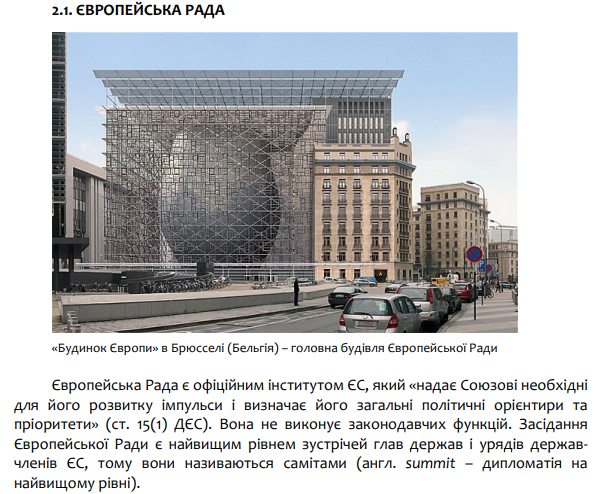 2.1. ЄВРОПЕЙСЬКА РАДА
«Будинок Європи» в Брюсселі (Бельгія) – головна будівля Європейської Ради
Європейська Рада є офіційним інститутом ЄС, який «надає Союзові необхідні
для його розвитку імпульси і визначає його загальні політичні орієнтири та
пріоритети» (ст. 15(1) ДЄС). Вона не виконує законодавчих функцій. Засідання
Європейської Ради є найвищим рівнем зустрічей глав держав і урядів держав-
членів ЄС, тому вони називаються самітами (англ. summit – дипломатія на
найвищому рівні).